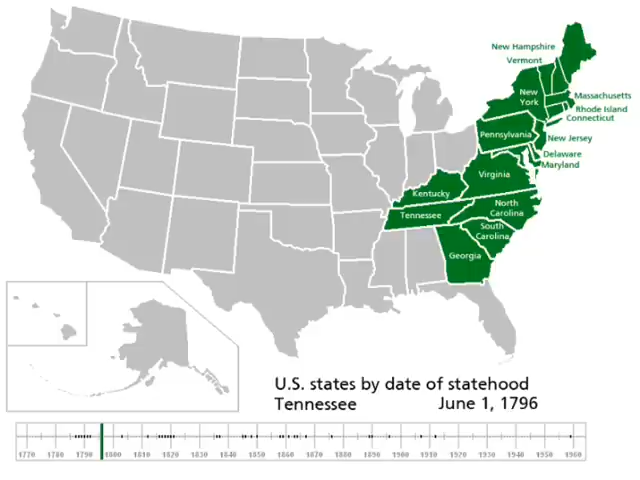 New Hampshire
Vermont
New
York
Massachusetts
Rhode Island
Connecticut
Pennsylvania
New Jersey
Delaware
Maryland
Virginia
Kentucky
North
Carolina
Tennessee
South
Carolina
Georgia
U.S. states by date of statehood
Tennessee June 1, 1796
1770 1780 1790 1800 1810 1820 1830 1840 1850 1860 1870 1880 1890 1900 1910 1920 1930 1940 1950 1960